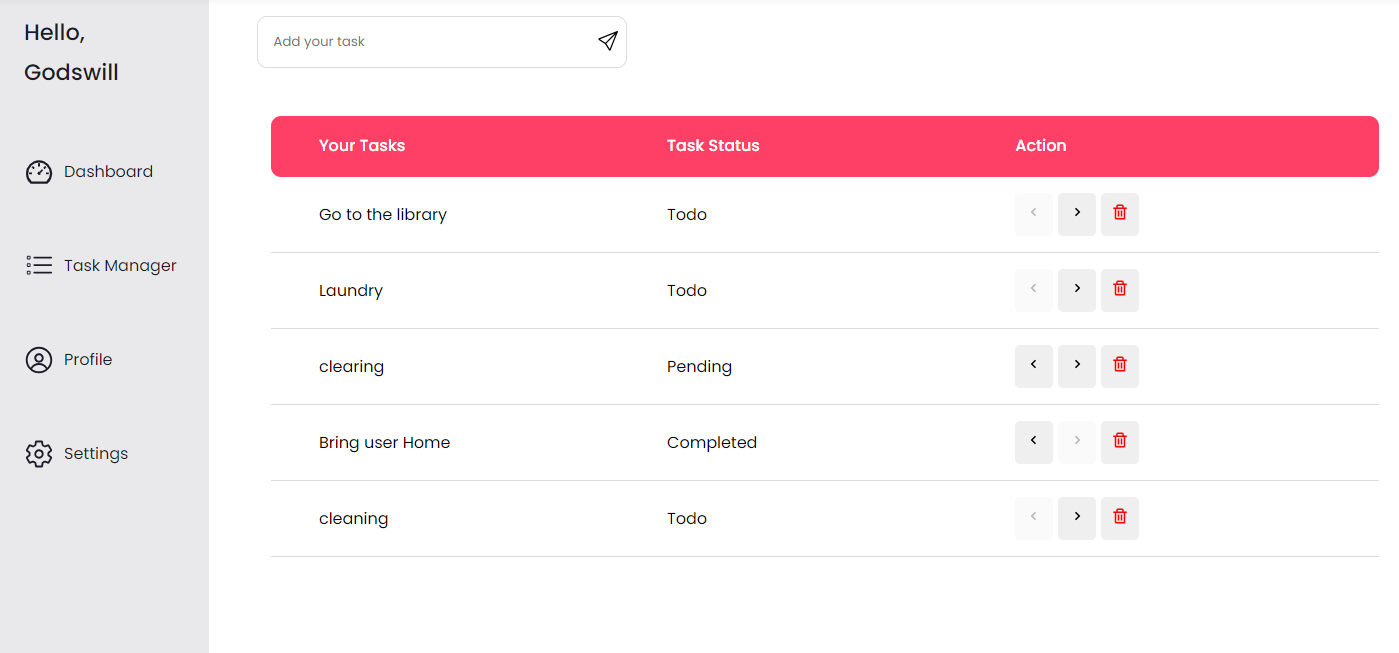 Hello,
Godswill
Dashboard
Task Manager
Profile
Settings
Add your task
Your Tasks Task Status Action
Go to the library Todo
Laundry Todo
clearing Pending
Bring user Home Completed
cleaning Todo